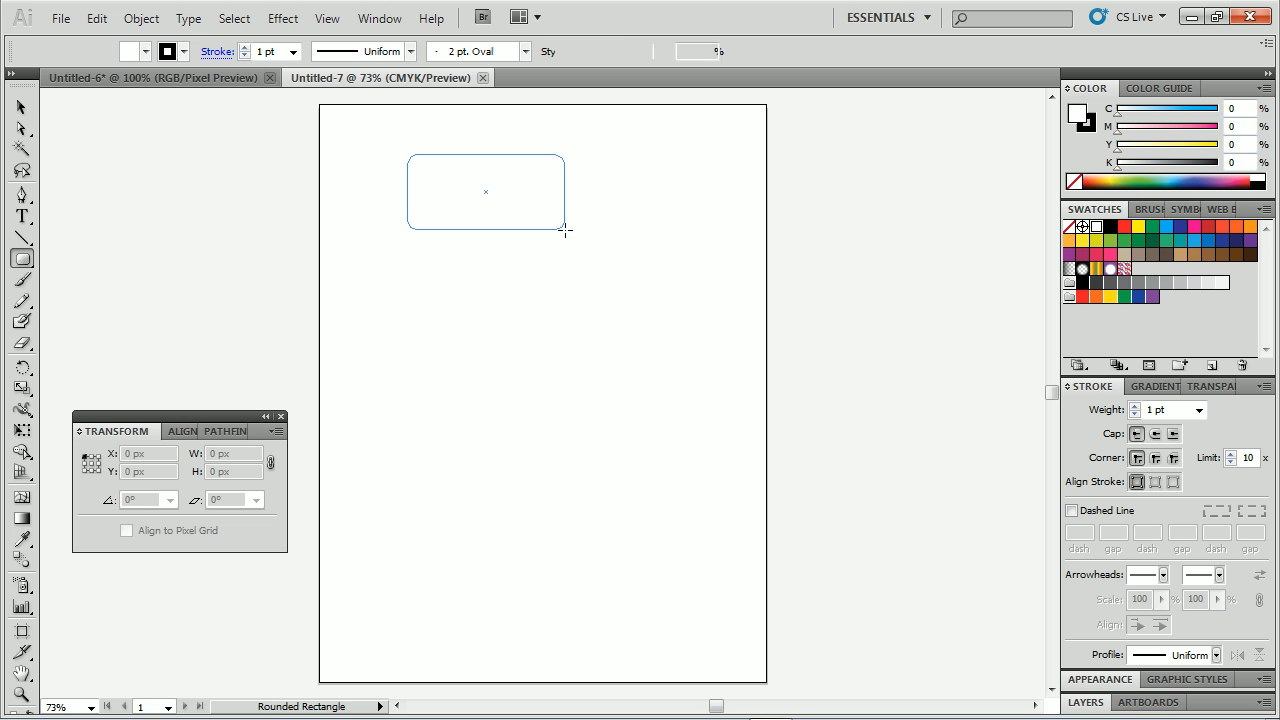 Ai File Edit Object Type Select Effect View Window Help Br ESSENTIALS CS Live
Stroke: 1 pt Uniform 2 pt. Oval Sty %
Untitled-6* @ 100% (RGB/Pixel Preview) Untitled-7 @ 73% (CMYK/Preview)
COLOR COLOR GUIDE
C 0 %
M 0 %
Y 0 %
K 0 %
SWATCHES BRUSH SYMB WEB E
STROKE GRADIENT TRANSPA
Weight: 1 pt
Cap:
Corner: Limit: 10 x
Align Stroke:
Dashed Line
dash gap dash gap dash gap
Arrowheads:
Scale: 100 % 100 %
Align:
Profile: Uniform
APPEARANCE GRAPHIC STYLES
LAYERS ARTBOARDS
TRANSFORM ALIGN PATHFIN
X: 0 px W: 0 px
Y: 0 px H: 0 px
0° 0°
Align to Pixel Grid
73% 1 Rounded Rectangle